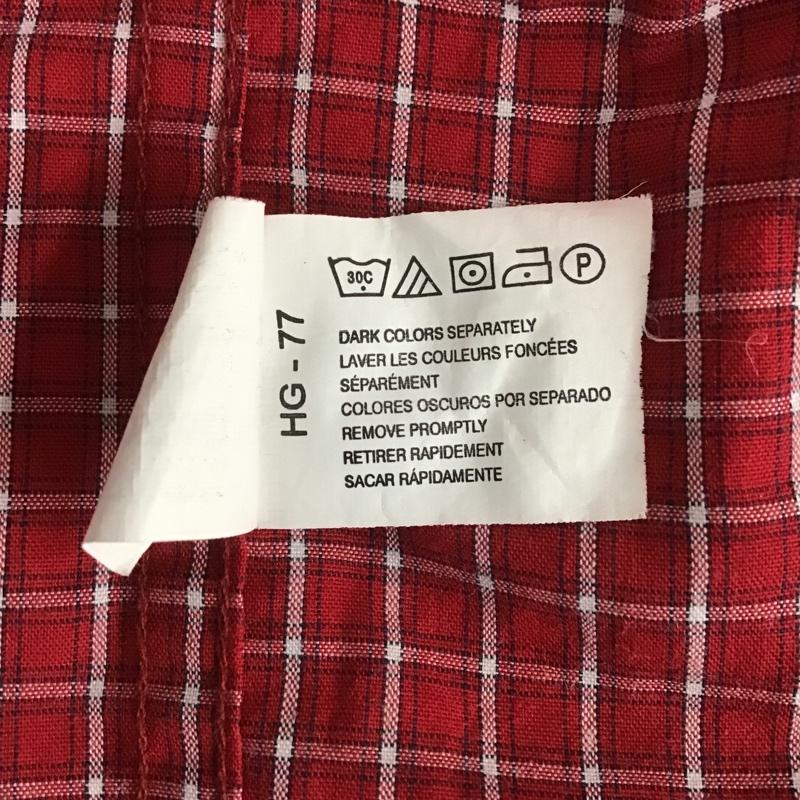 30C
P
HG - 77
DARK COLORS SEPARATELY
LAVER LES COULEURS FONCÉES
SÉPARÉMENT
COLORES OSCUROS POR SEPARADO
REMOVE PROMPTLY
RETIRER RAPIDEMENT
SACAR RÁPIDAMENTE